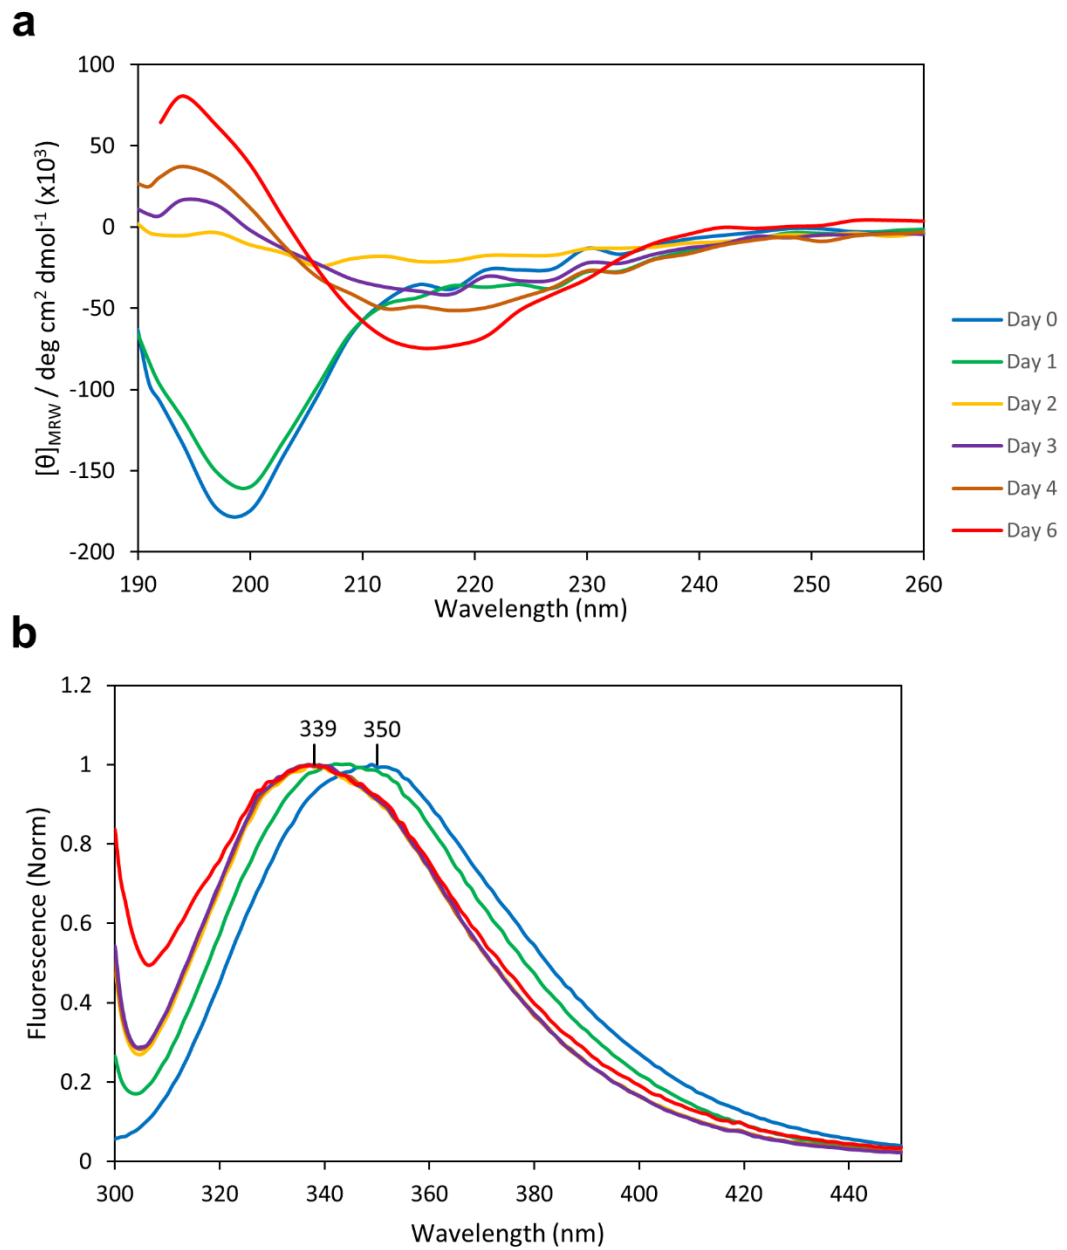 a
100
50
0
-50
-100
-150
-200
[θ]MRW / deg cm² dmol⁻¹ (x10³)
190 200 210 220 230 240 250 260
Wavelength (nm)
Day 0
Day 1
Day 2
Day 3
Day 4
Day 6
b
1.2
1
0.8
0.6
0.4
0.2
0
Fluorescence (Norm)
339 350
300 320 340 360 380 400 420 440
Wavelength (nm)